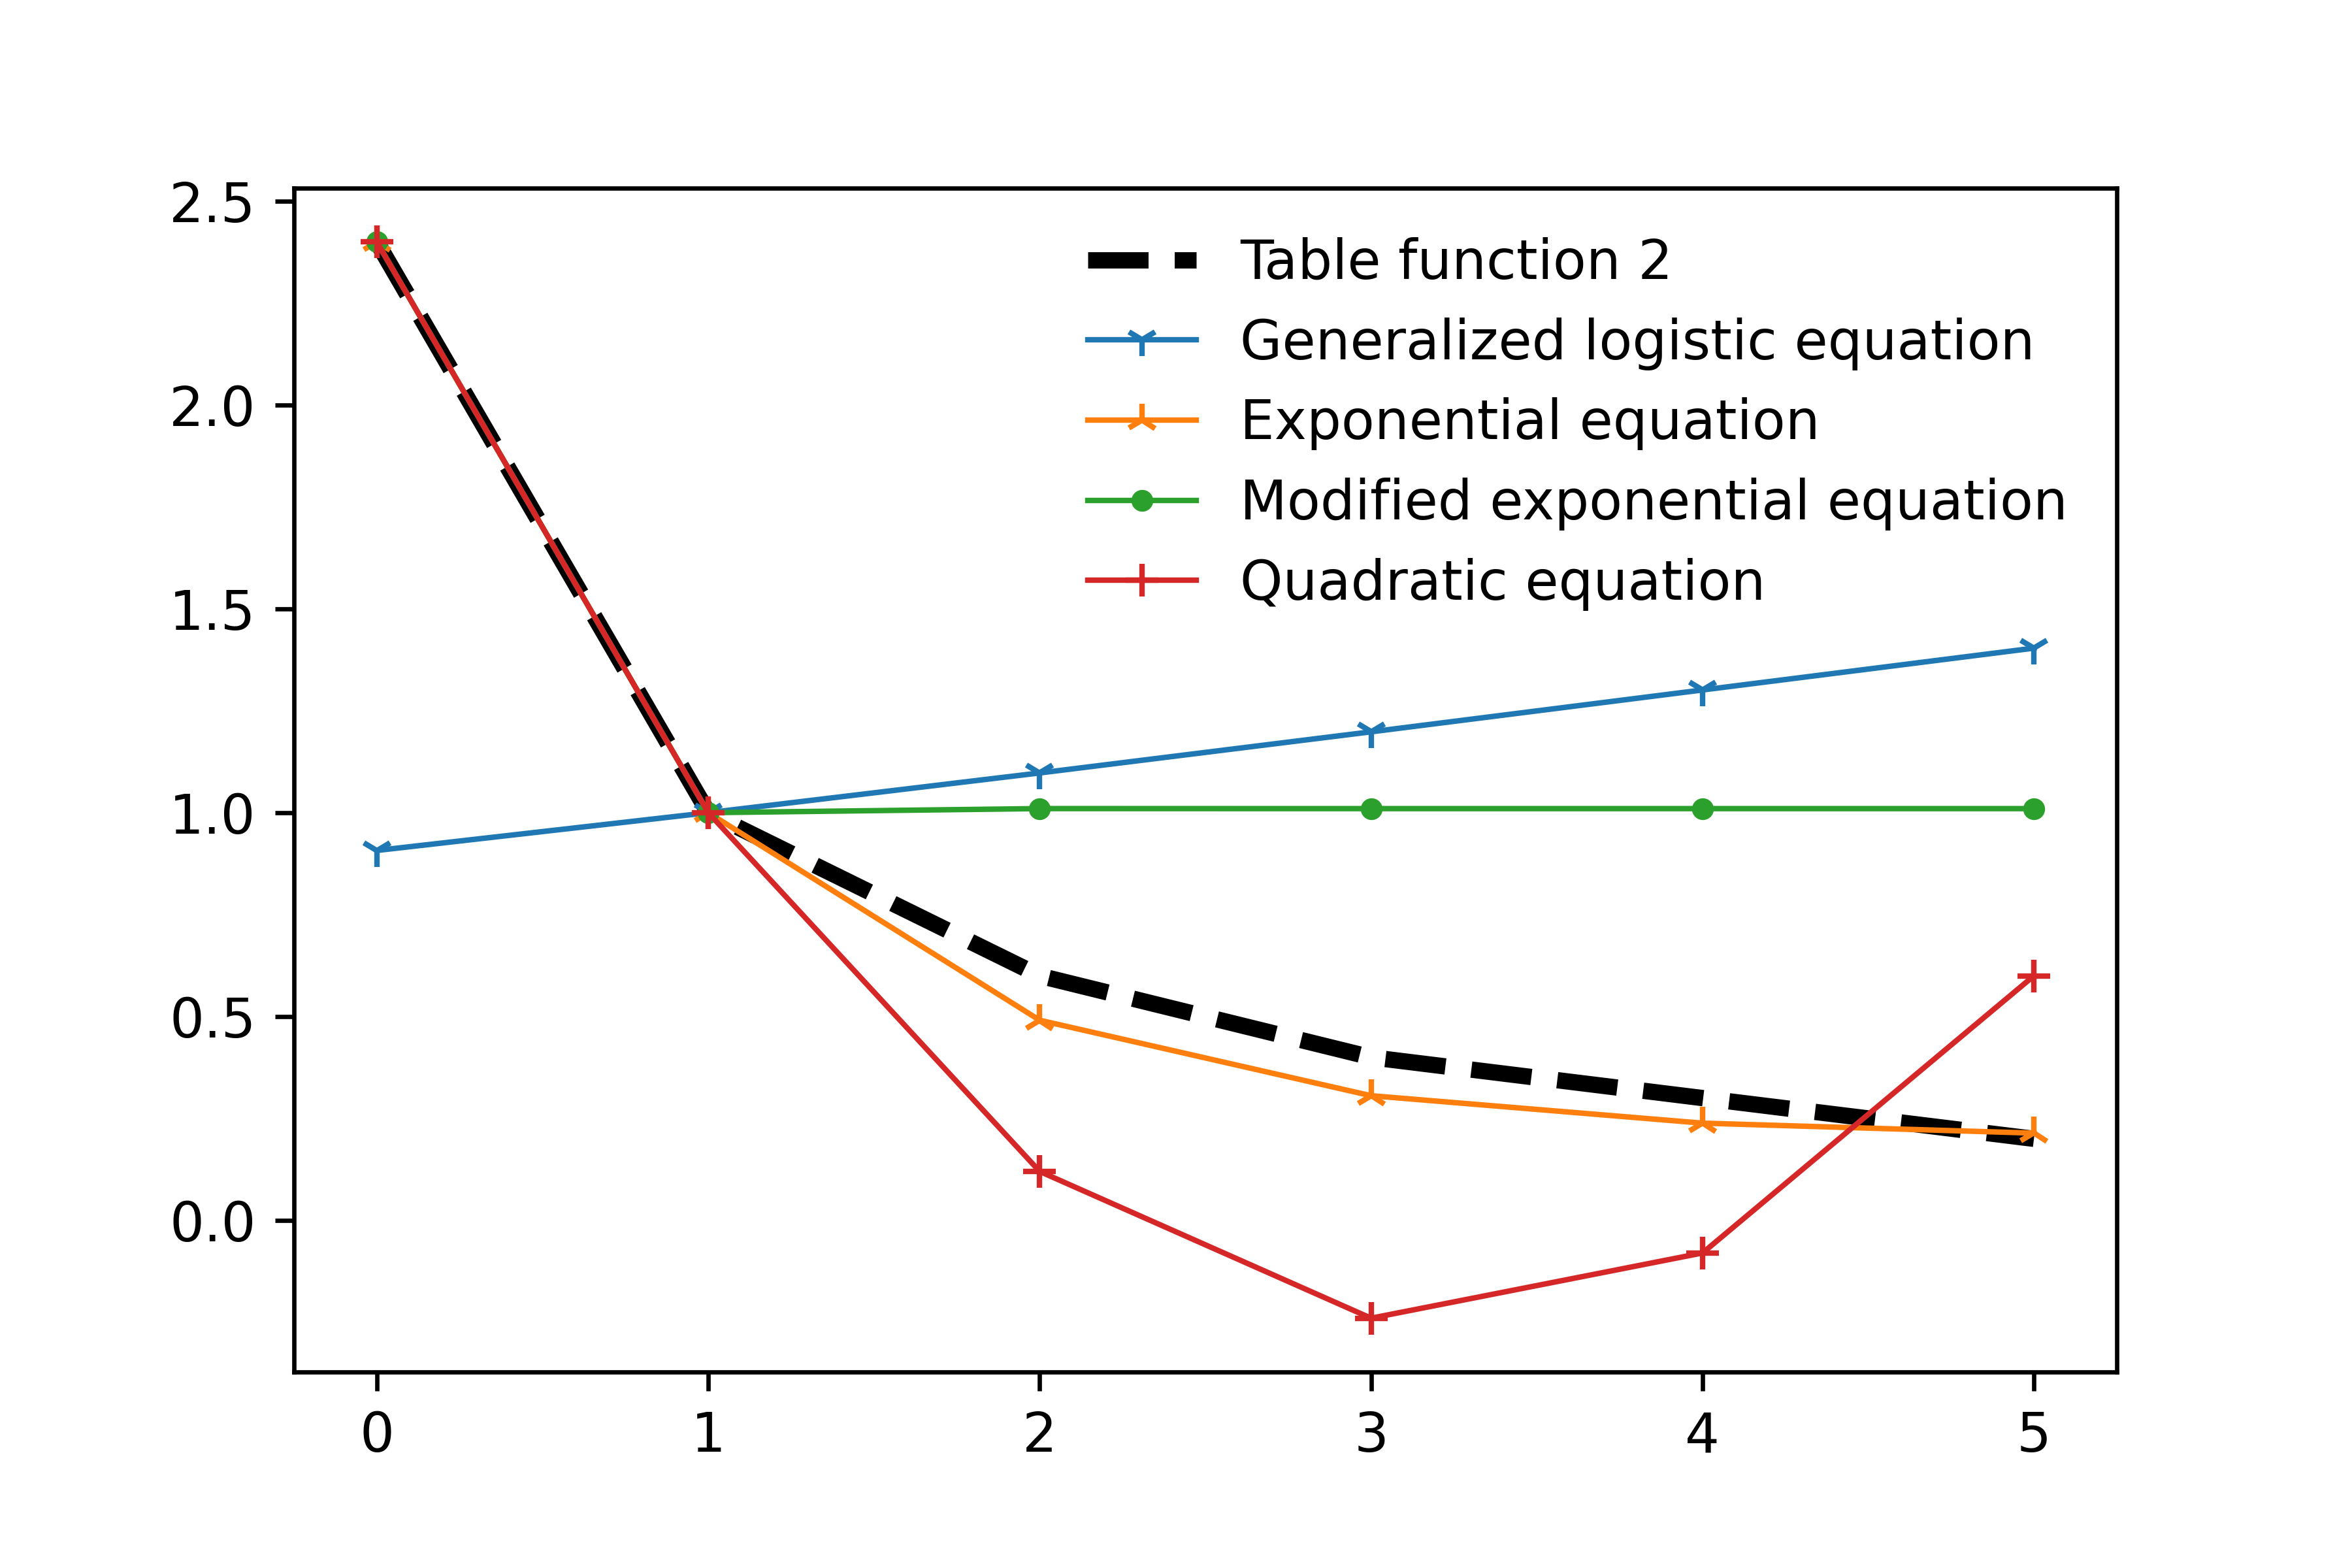 2.5
2.0
1.5
1.0
0.5
0.0
Table function 2
Generalized logistic equation
Exponential equation
Modified exponential equation
Quadratic equation
0 1 2 3 4 5